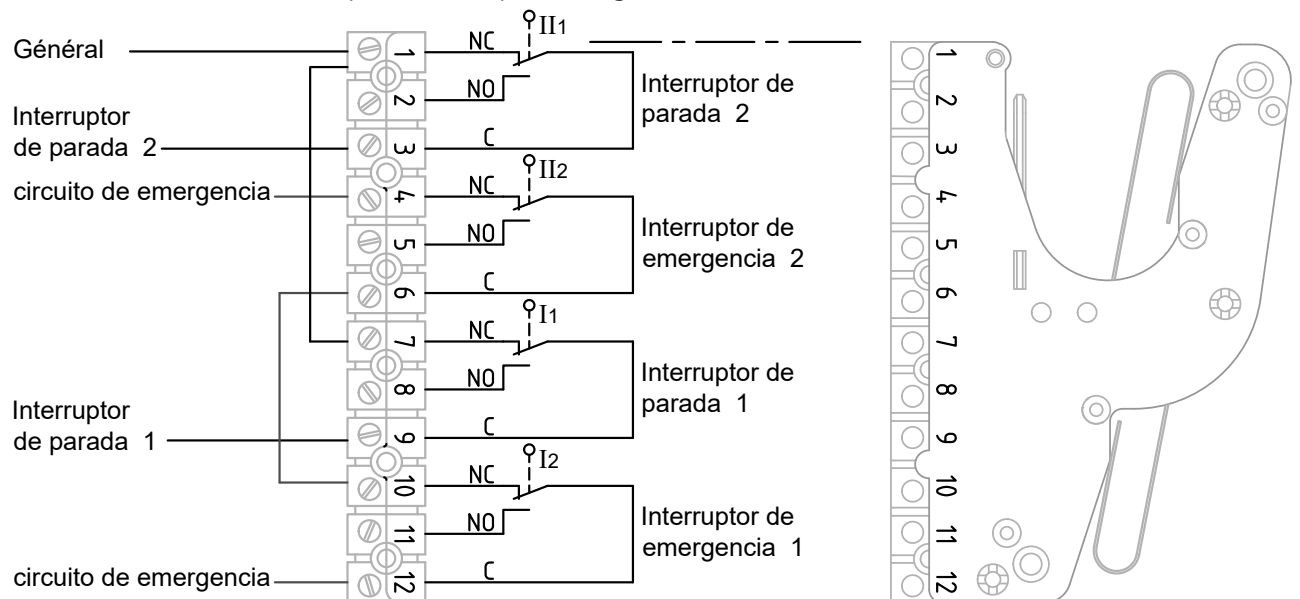 Général
Interruptor
de parada 2
circuito de emergencia
Interruptor
de parada 1
circuito de emergencia
1
2
3
4
5
6
7
8
9
10
11
12
NC
NO
C
II1
Interruptor de
parada 2
NC
NO
C
II2
Interruptor de
emergencia 2
NC
NO
C
I1
Interruptor de
parada 1
NC
NO
C
I2
Interruptor de
emergencia 1
1
2
3
4
5
6
7
8
9
10
11
12